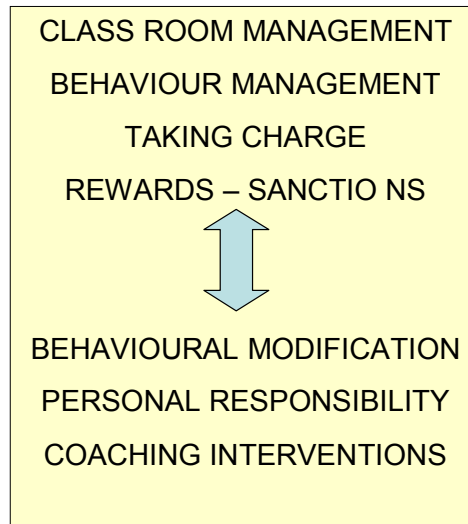 CLASS ROOM MANAGEMENT
BEHAVIOUR MANAGEMENT
TAKING CHARGE
REWARDS – SANCTIO NS
BEHAVIOURAL MODIFICATION
PERSONAL RESPONSIBILITY
COACHING INTERVENTIONS